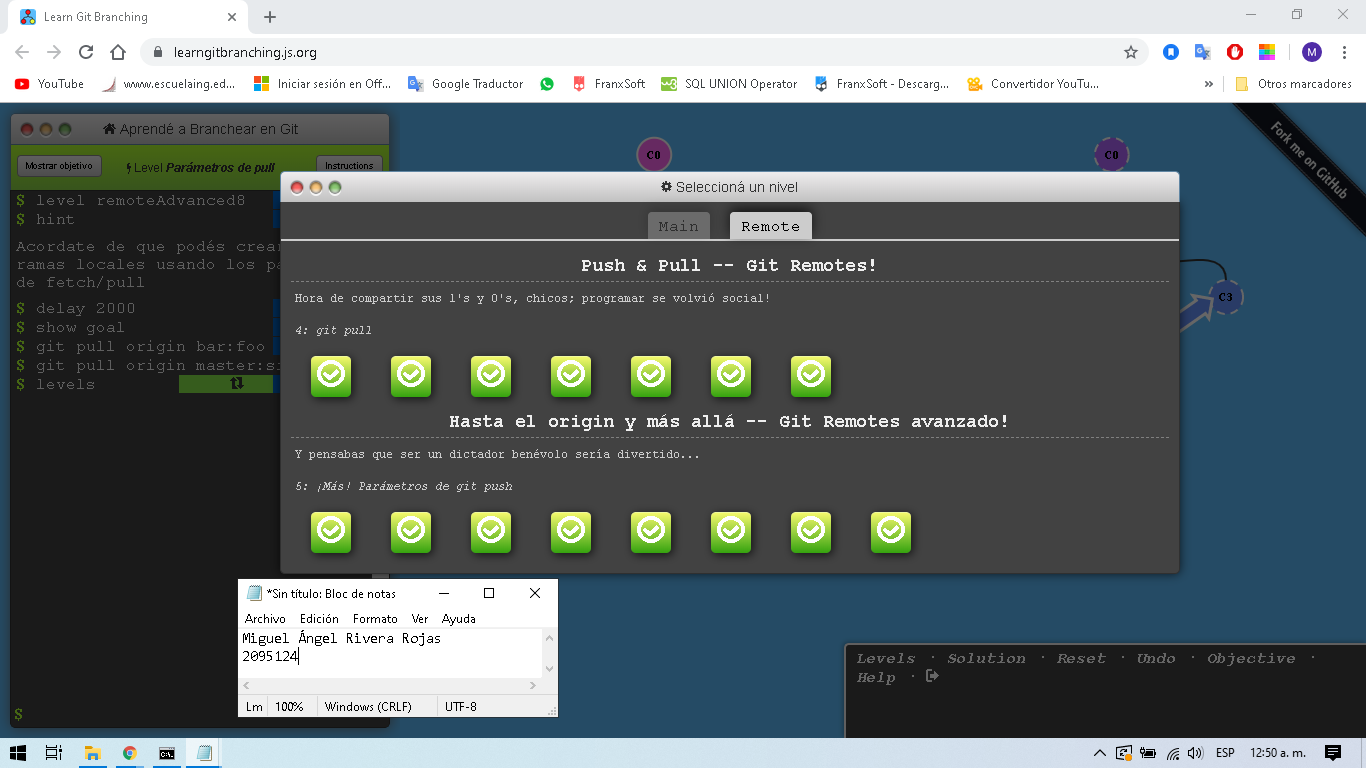 Learn Git Branching
learngitbranching.js.org
M
YouTube
www.escuelaing.ed...
Iniciar sesión en Off...
Google Traductor
FranxSoft
SQL UNION Operator
FranxSoft - Descarg...
Convertidor YouTu...
»
Otros marcadores
Aprendé a Branchear en Git
Mostrar objetivo
Level Parámetros de pull
Instructions
$ level remoteAdvanced8
$ hint
Acordate de que podés crear
ramas locales usando los pa
de fetch/pull
$ delay 2000
$ show goal
$ git pull origin bar:foo
$ git pull origin master:si
$ levels
$
C0
C0
C3
Fork me on GitHub
Seleccioná un nivel
Main
Remote
Push & Pull -- Git Remotes!
Hora de compartir sus 1's y 0's, chicos; programar se volvió social!
4: git pull
Hasta el origin y más allá -- Git Remotes avanzado!
Y pensabas que ser un dictador benévolo sería divertido...
5: ¡Más! Parámetros de git push
*Sin título: Bloc de notas
Archivo Edición Formato Ver Ayuda
Miguel Ángel Rivera Rojas
2095124
Lm 100% Windows (CRLF) UTF-8
Levels · Solution · Reset · Undo · Objective ·
Help ·
ESP
12:50 a. m.